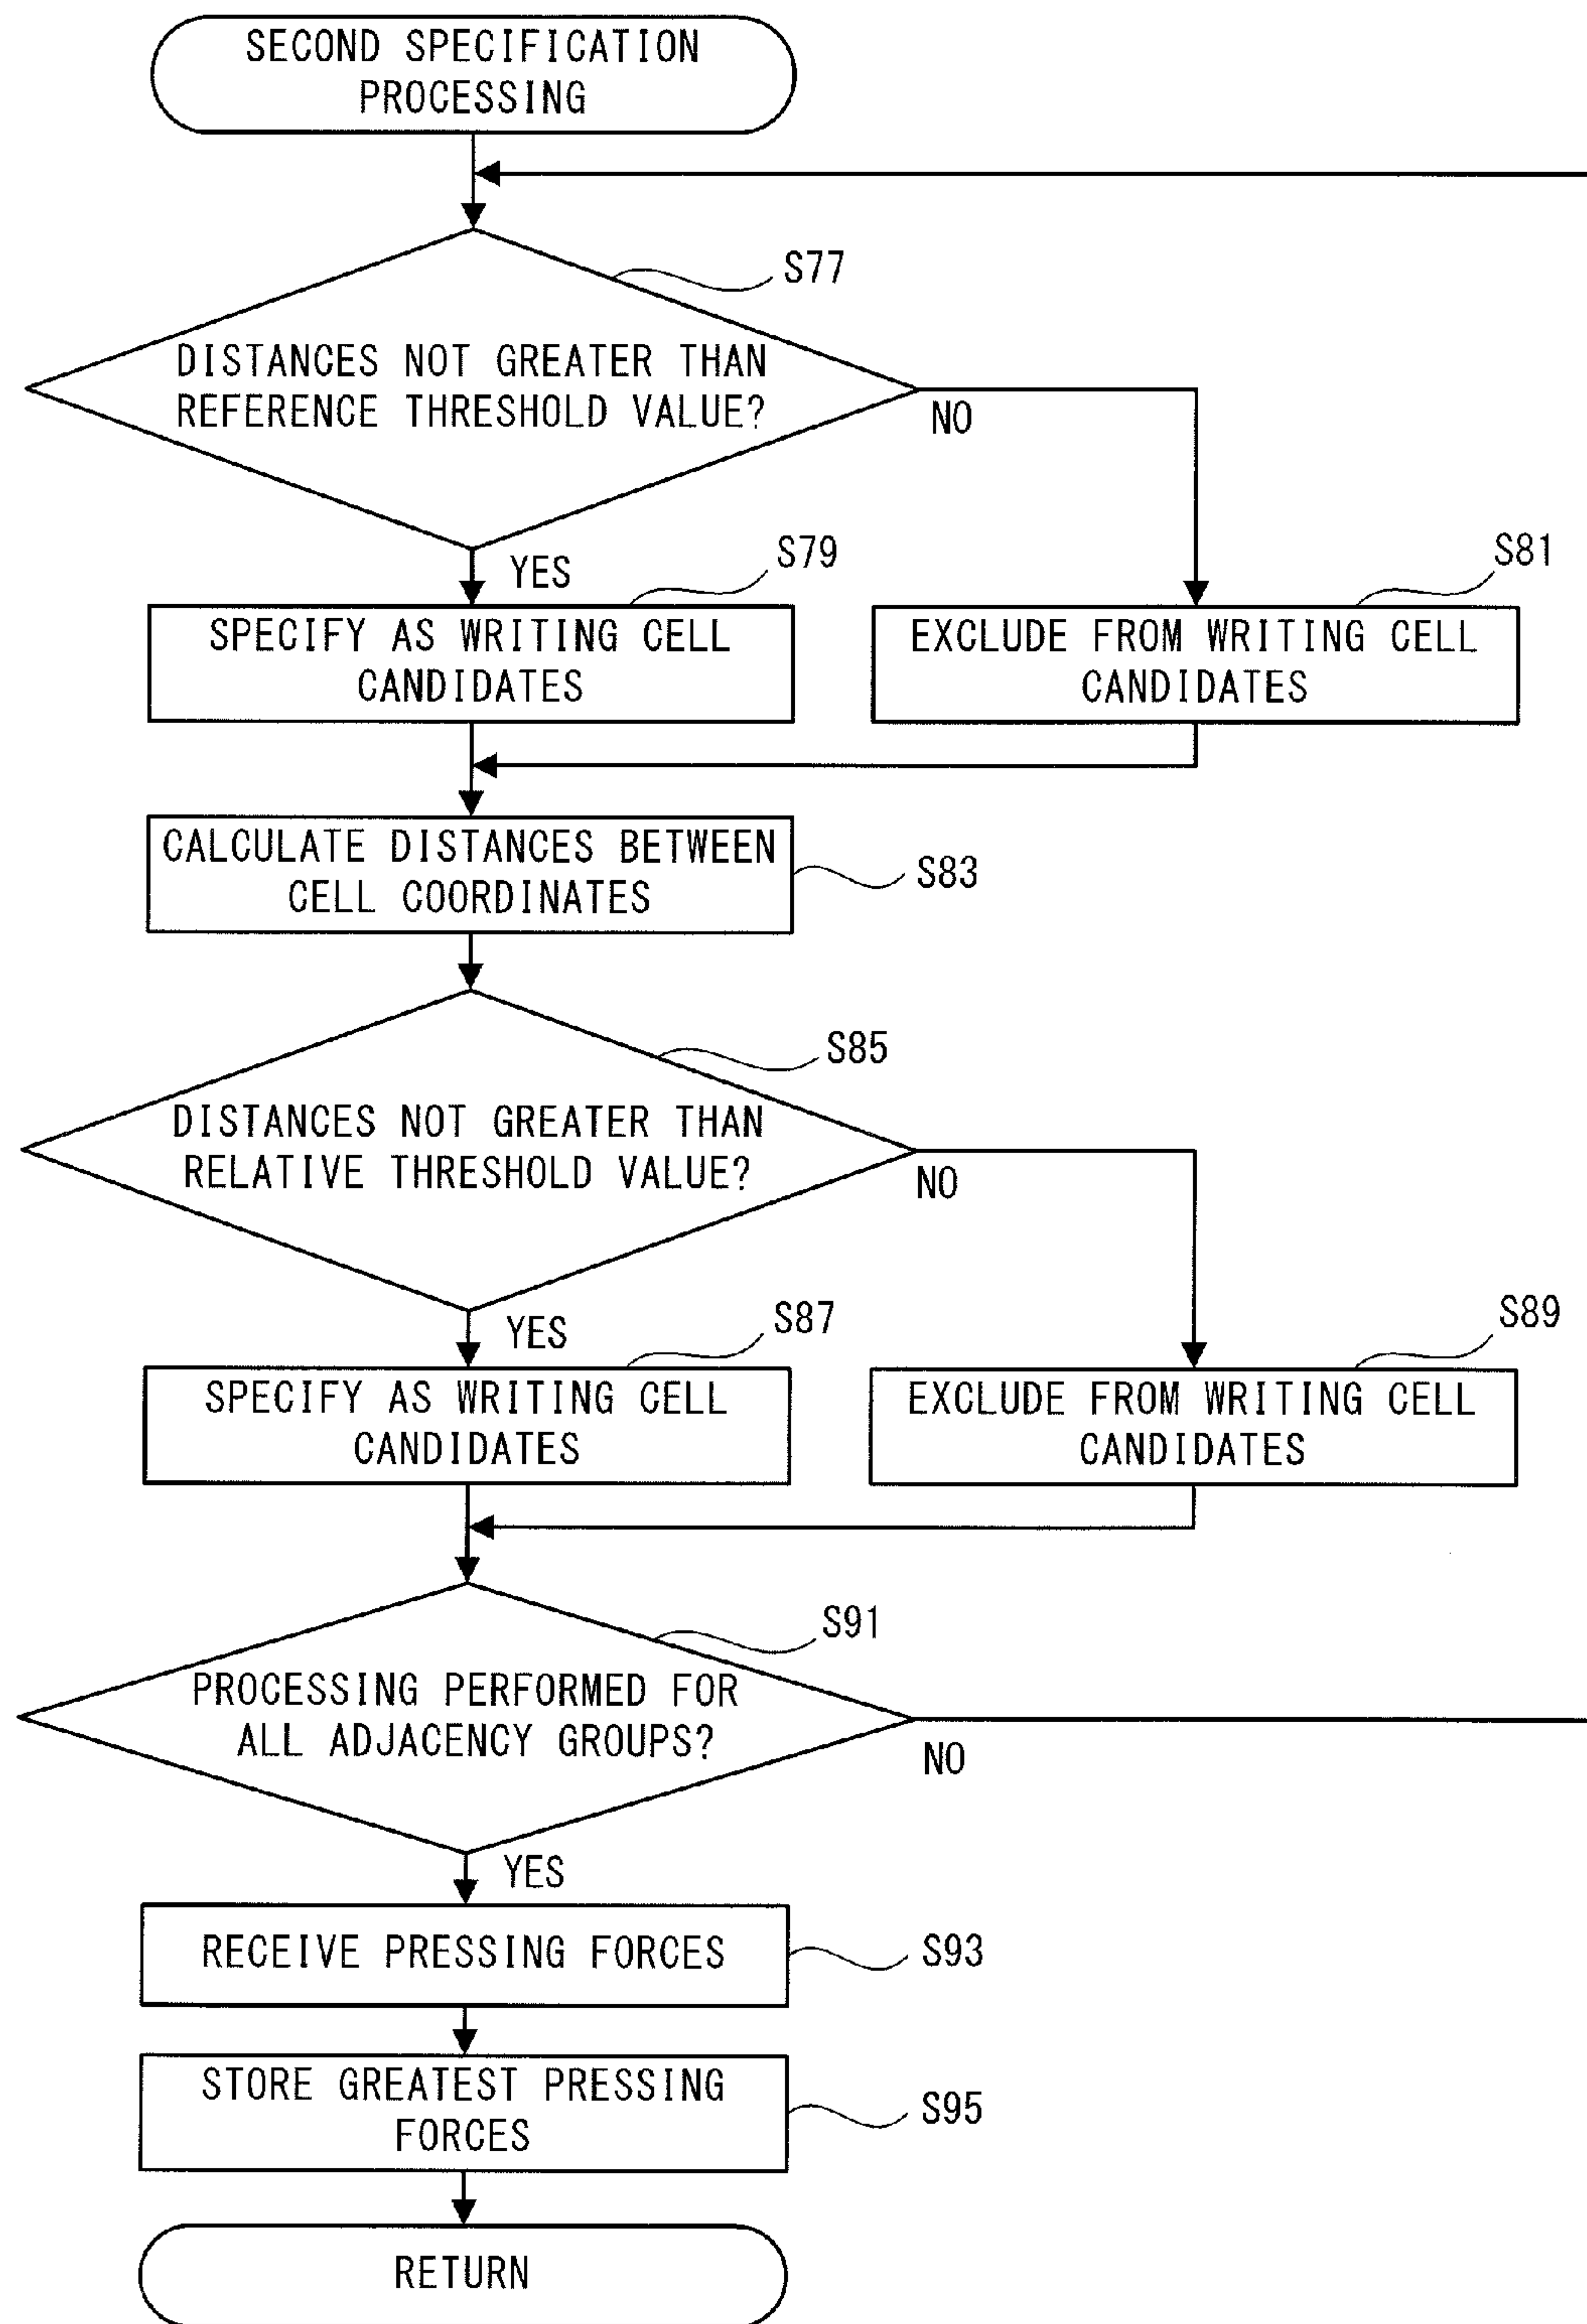 SECOND SPECIFICATION
PROCESSING
S77
DISTANCES NOT GREATER THAN
REFERENCE THRESHOLD VALUE?
NO
YES
S79
S81
SPECIFY AS WRITING CELL
CANDIDATES
EXCLUDE FROM WRITING CELL
CANDIDATES
CALCULATE DISTANCES BETWEEN
CELL COORDINATES
S83
S85
DISTANCES NOT GREATER THAN
RELATIVE THRESHOLD VALUE?
NO
YES
S87
S89
SPECIFY AS WRITING CELL
CANDIDATES
EXCLUDE FROM WRITING CELL
CANDIDATES
S91
PROCESSING PERFORMED FOR
ALL ADJACENCY GROUPS?
NO
YES
RECEIVE PRESSING FORCES
S93
STORE GREATEST PRESSING
FORCES
S95
RETURN